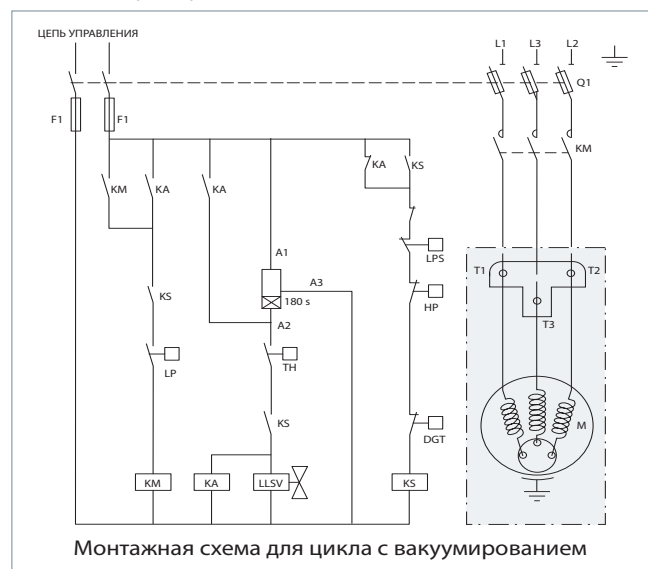 ЦЕПЬ УПРАВЛЕНИЯ
L1 L3 L2
Q1
F1 F1
KA KS
KM
KM KA KA
A1
LPS
T1 T2
A3
KS
180 s
HP
T3
A2
LP
TH
KS
DGT
M
KM KA LLSV KS
Монтажная схема для цикла с вакуумированием